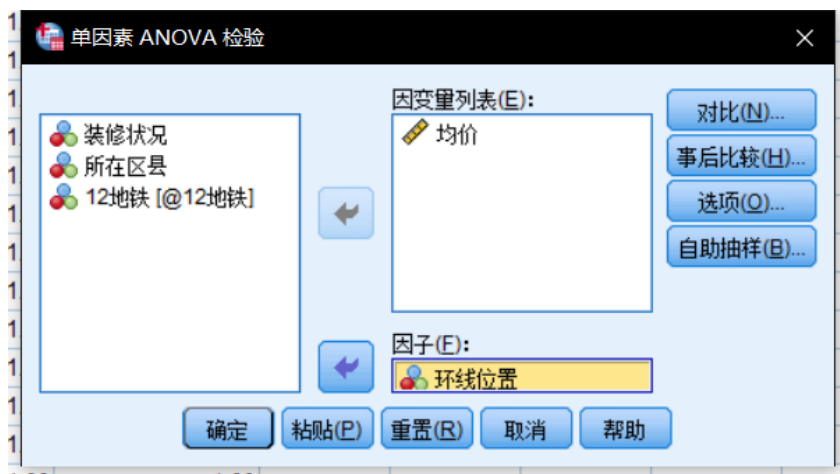 单因素 ANOVA 检验
因变量列表(E):
装修状况
所在区县
12地铁 [@12地铁]
均价
对比(N)...
事后比较(H)...
选项(O)...
自助抽样(B)...
因子(F):
环线位置
确定
粘贴(P)
重置(R)
取消
帮助